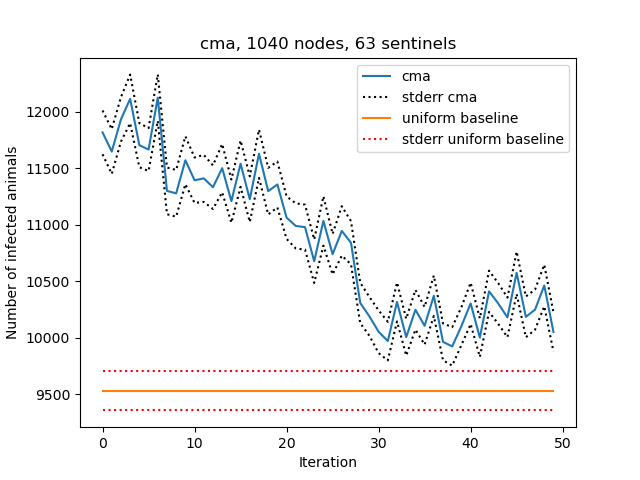 cma, 1040 nodes, 63 sentinels
cma
stderr cma
uniform baseline
stderr uniform baseline
12000
11500
11000
10500
10000
9500
Number of infected animals
0 10 20 30 40 50
Iteration